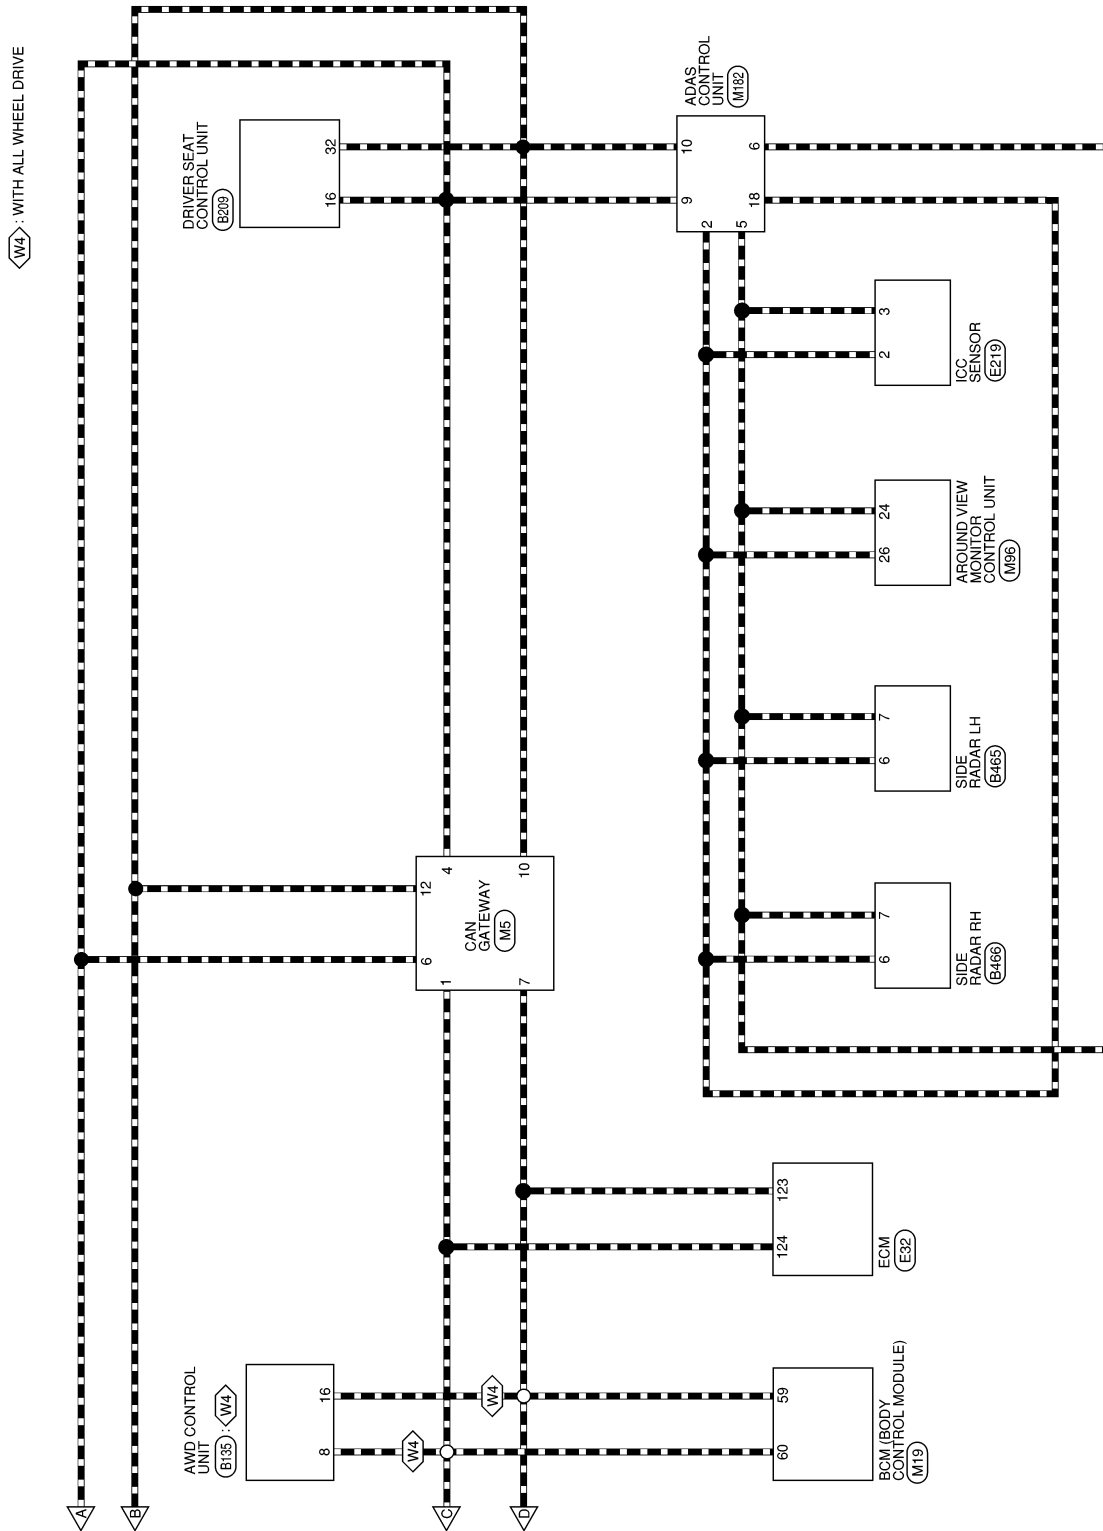 W4 : WITH ALL WHEEL DRIVE
A
B
C
D
AWD CONTROL
UNIT
B135 : W4
8
16
W4
W4
60
59
BCM (BODY
CONTROL MODULE)
M19
124
123
ECM
E32
6
12
1
4
CAN
GATEWAY
M5
7
10
DRIVER SEAT
CONTROL UNIT
B209
16
32
ADAS
CONTROL
UNIT
M182
9
10
2
5
18
6
6
7
SIDE
RADAR RH
B466
6
7
SIDE
RADAR LH
B465
26
24
AROUND VIEW
MONITOR
CONTROL UNIT
M96
2
3
ICC
SENSOR
E219